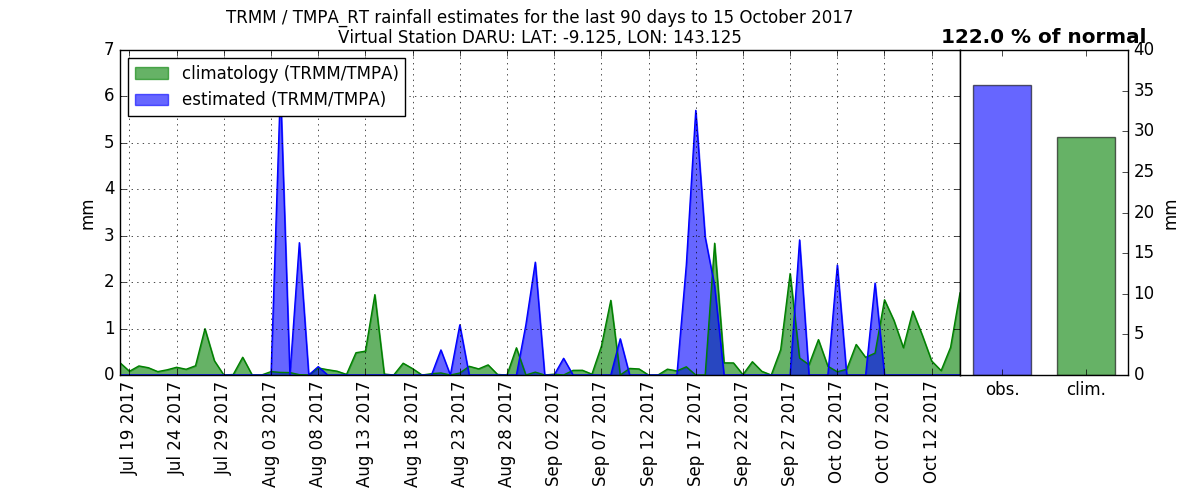 TRMM / TMPA_RT rainfall estimates for the last 90 days to 15 October 2017
Virtual Station DARU: LAT: -9.125, LON: 143.125
122.0 % of normal
climatology (TRMM/TMPA)
estimated (TRMM/TMPA)
7
6
5
4
3
2
1
0
mm
Jul 19 2017
Jul 24 2017
Jul 29 2017
Aug 03 2017
Aug 08 2017
Aug 13 2017
Aug 18 2017
Aug 23 2017
Aug 28 2017
Sep 02 2017
Sep 07 2017
Sep 12 2017
Sep 17 2017
Sep 22 2017
Sep 27 2017
Oct 02 2017
Oct 07 2017
Oct 12 2017
obs.
clim.
40
35
30
25
20
15
10
5
0
mm